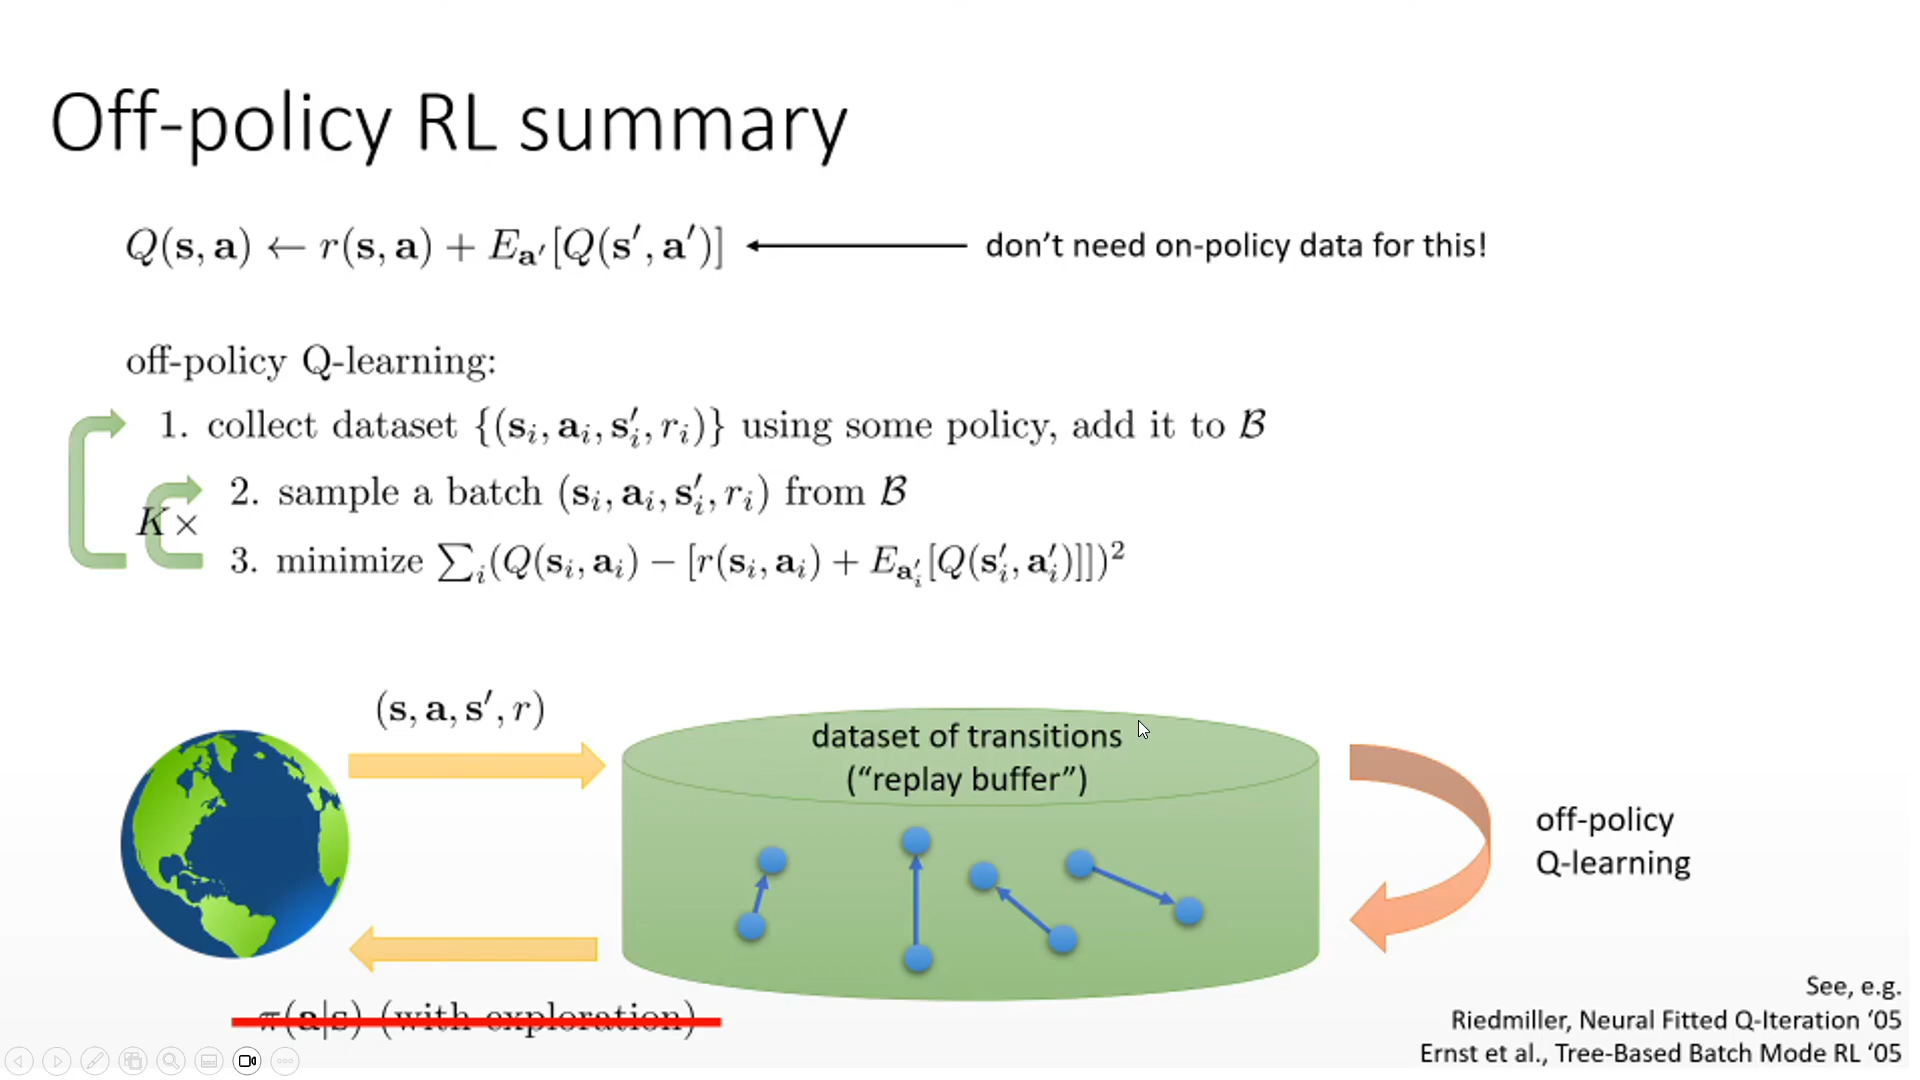 Off-policy RL summary
Q(s, a) ← r(s, a) + E_{a′}[Q(s′, a′)]
don’t need on-policy data for this!
off-policy Q-learning:
1. collect dataset {(s_i, a_i, s′_i, r_i)} using some policy, add it to ℬ
2. sample a batch (s_i, a_i, s′_i, r_i) from ℬ
K×
3. minimize ∑_i(Q(s_i, a_i) − [r(s_i, a_i) + E_{a′_i}[Q(s′_i, a′_i)]])²
(s, a, s′, r)
dataset of transitions
(“replay buffer”)
off-policy
Q-learning
π(a|s) (with exploration)
See, e.g.
Riedmiller, Neural Fitted Q-Iteration ‘05
Ernst et al., Tree-Based Batch Mode RL ‘05